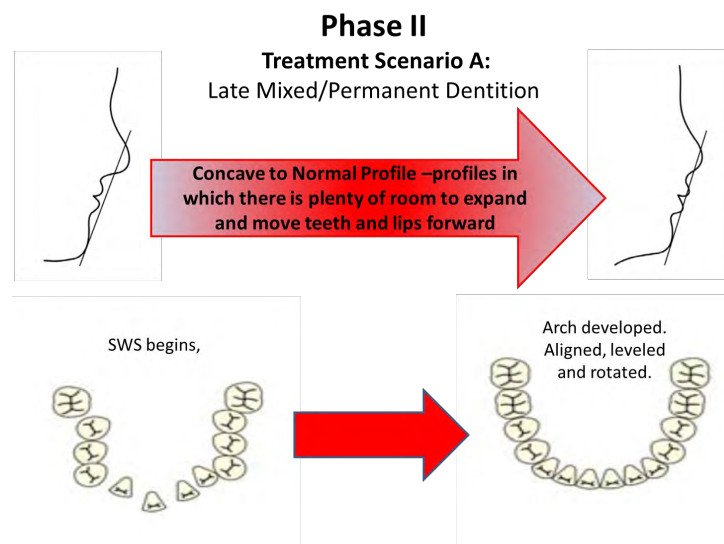 Phase II
Treatment Scenario A:
Late Mixed/Permanent Dentition
Concave to Normal Profile –profiles in
which there is plenty of room to expand
and move teeth and lips forward
SWS begins,
Arch developed.
Aligned, leveled
and rotated.